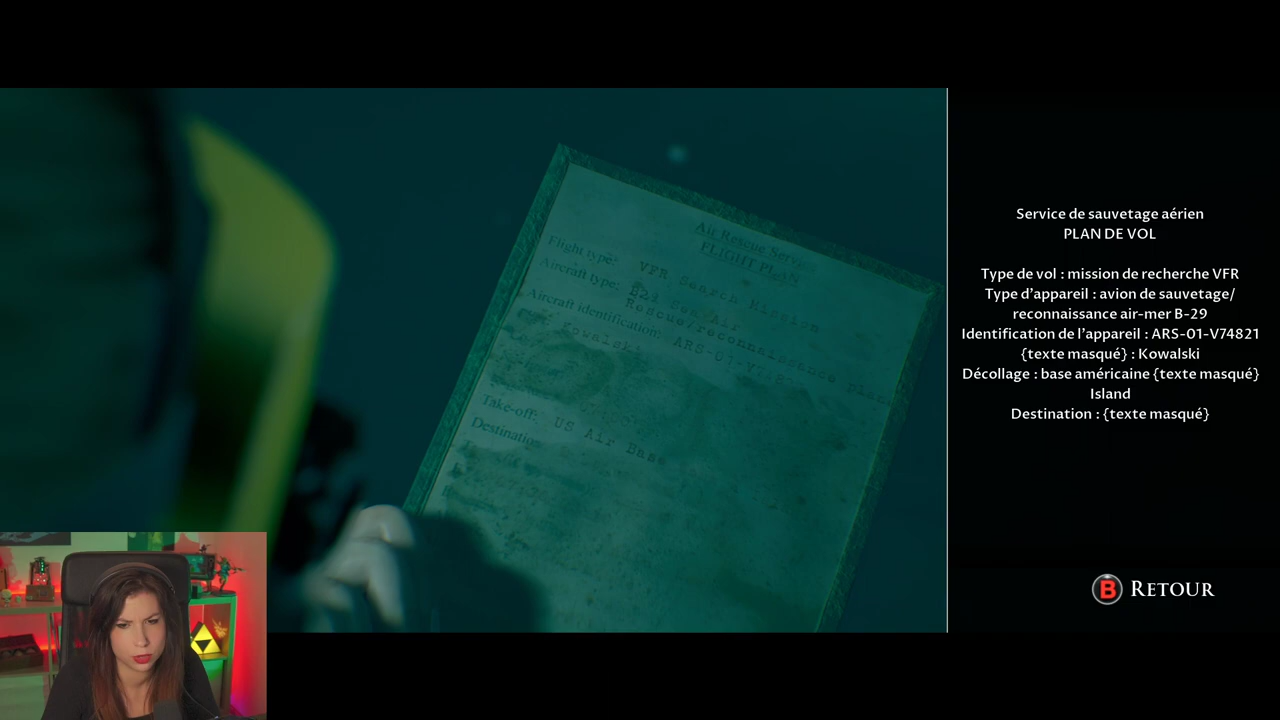 Air Rescue Serv
FLIGHT PLAN
Flight type: VFR Search Mission
Aircraft type: B29 Sea Air
Rescue/reconnaissance
Aircraft identification: ARS-01-V7
Kowalski
Take-off: US Air Base
Destination
Service de sauvetage aérien
PLAN DE VOL
Type de vol : mission de recherche VFR
Type d'appareil : avion de sauvetage/
reconnaissance air-mer B-29
Identification de l'appareil : ARS-01-V74821
{texte masqué} : Kowalski
Décollage : base américaine {texte masqué}
Island
Destination : {texte masqué}
B RETOUR